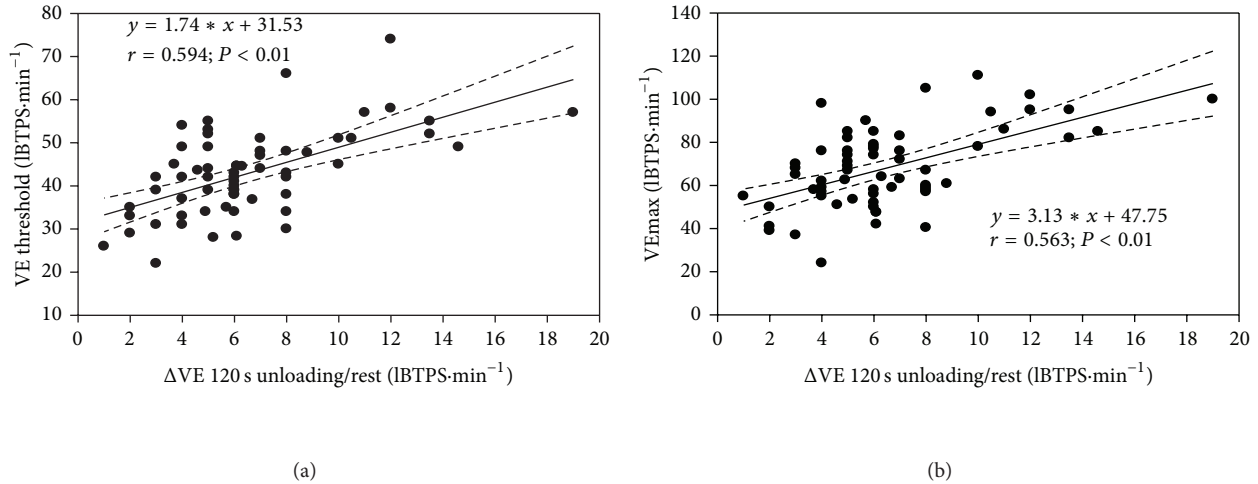 y = 1.74 ∗ x + 31.53
r = 0.594; P < 0.01
VE threshold (lBTPS·min⁻¹)
80
70
60
50
40
30
20
10
0 2 4 6 8 10 12 14 16 18 20
ΔVE 120 s unloading/rest (lBTPS·min⁻¹)
(a)
VEmax (lBTPS·min⁻¹)
140
120
100
80
60
40
20
0
y = 3.13 ∗ x + 47.75
r = 0.563; P < 0.01
0 2 4 6 8 10 12 14 16 18 20
ΔVE 120 s unloading/rest (lBTPS·min⁻¹)
(b)